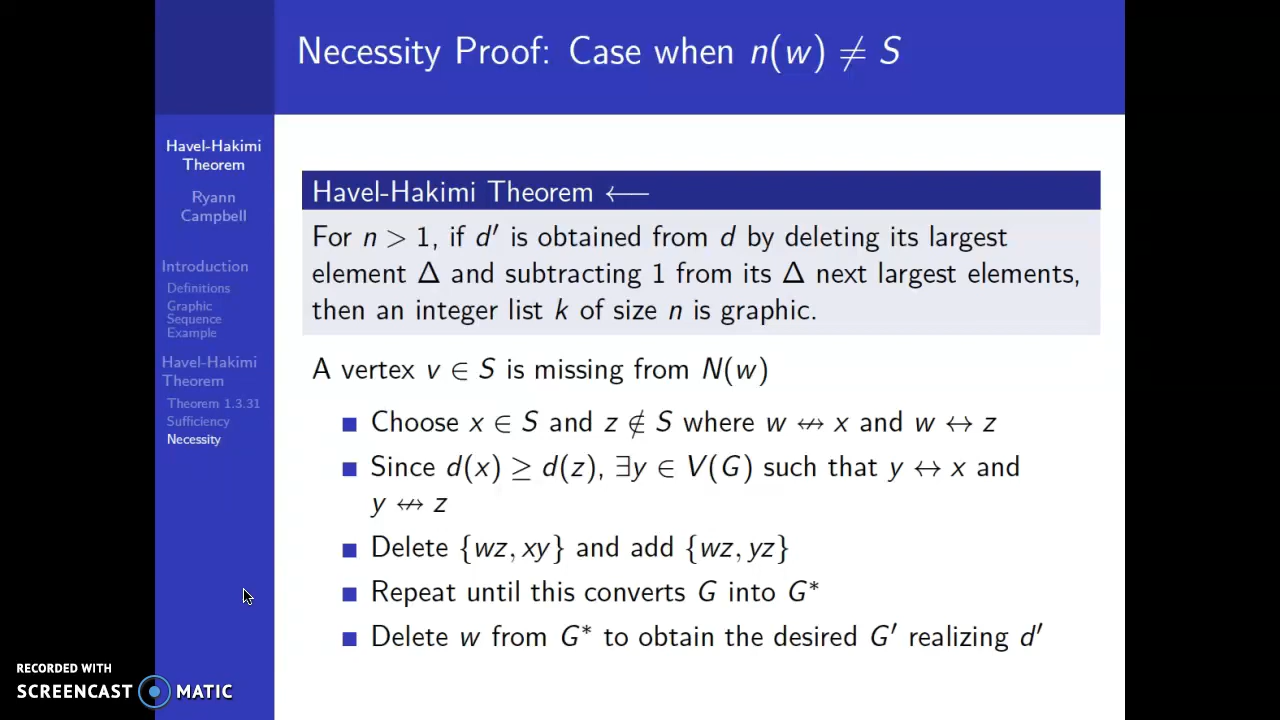 Necessity Proof: Case when n(w) ≠ S
Havel-Hakimi
Theorem
Ryann
Campbell
Introduction
Definitions
Graphic
Sequence
Example
Havel-Hakimi
Theorem
Theorem 1.3.31
Sufficiency
Necessity
Havel-Hakimi Theorem ⟵
For n > 1, if d′ is obtained from d by deleting its largest
element Δ and subtracting 1 from its Δ next largest elements,
then an integer list k of size n is graphic.
A vertex v ∈ S is missing from N(w)
Choose x ∈ S and z ∉ S where w ↮ x and w ↔ z
Since d(x) ≥ d(z), ∃y ∈ V(G) such that y ↔ x and
y ↮ z
Delete {wz, xy} and add {wz, yz}
Repeat until this converts G into G*
Delete w from G* to obtain the desired G′ realizing d′
RECORDED WITH
SCREENCAST MATIC